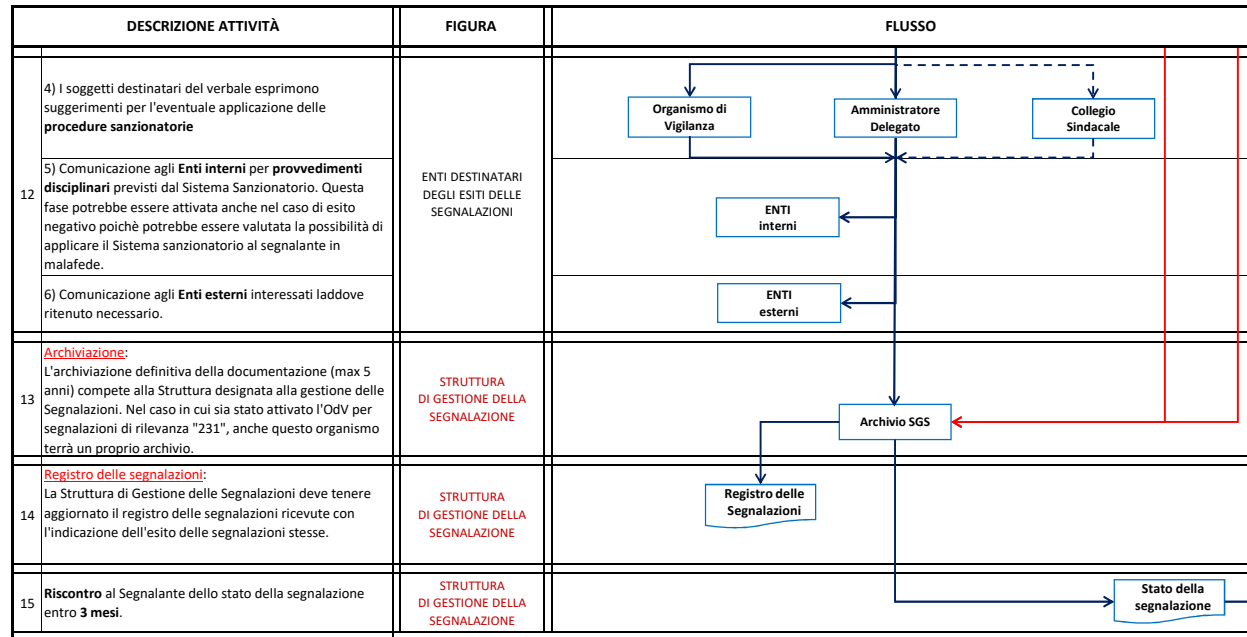 DESCRIZIONE ATTIVITÀ
FIGURA
FLUSSO
12
4) I soggetti destinatari del verbale esprimono
suggerimenti per l'eventuale applicazione delle
procedure sanzionatorie
5) Comunicazione agli Enti interni per provvedimenti
disciplinari previsti dal Sistema Sanzionatorio. Questa
fase potrebbe essere attivata anche nel caso di esito
negativo poichè potrebbe essere valutata la possibilità di
applicare il Sistema sanzionatorio al segnalante in
malafede.
6) Comunicazione agli Enti esterni interessati laddove
ritenuto necessario.
ENTI DESTINATARI
DEGLI ESITI DELLE
SEGNALAZIONI
Organismo di
Vigilanza
Amministratore
Delegato
Collegio
Sindacale
ENTI
interni
ENTI
esterni
13
Archiviazione:
L'archiviazione definitiva della documentazione (max 5
anni) compete alla Struttura designata alla gestione delle
Segnalazioni. Nel caso in cui sia stato attivato l'OdV per
segnalazioni di rilevanza "231", anche questo organismo
terrà un proprio archivio.
STRUTTURA
DI GESTIONE DELLA
SEGNALAZIONE
Archivio SGS
14
Registro delle segnalazioni:
La Struttura di Gestione delle Segnalazioni deve tenere
aggiornato il registro delle segnalazioni ricevute con
l'indicazione dell'esito delle segnalazioni stesse.
STRUTTURA
DI GESTIONE DELLA
SEGNALAZIONE
Registro delle
Segnalazioni
15
Riscontro al Segnalante dello stato della segnalazione
entro 3 mesi.
STRUTTURA
DI GESTIONE DELLA
SEGNALAZIONE
Stato della
segnalazione